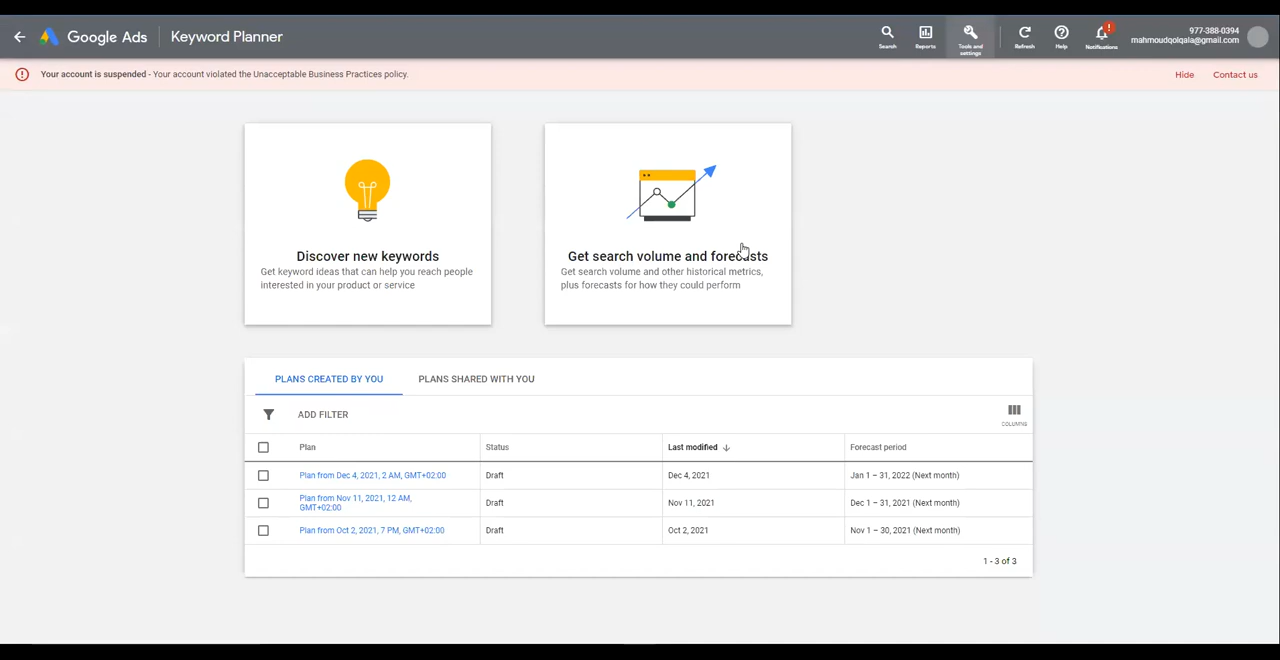 Google Ads Keyword Planner
Search
Reports
Tools and
settings
Refresh
Help
Notifications
977-388-0394
mahmoudqolqala@gmail.com
Your account is suspended - Your account violated the Unacceptable Business Practices policy.
Hide
Contact us
Discover new keywords
Get keyword ideas that can help you reach people
interested in your product or service
Get search volume and forecasts
Get search volume and other historical metrics,
plus forecasts for how they could perform
PLANS CREATED BY YOU
PLANS SHARED WITH YOU
ADD FILTER
COLUMNS
Plan Status Last modified Forecast period
Plan from Dec 4, 2021, 2 AM, GMT+02:00 Draft Dec 4, 2021 Jan 1 – 31, 2022 (Next month)
Plan from Nov 11, 2021, 12 AM,
GMT+02:00 Draft Nov 11, 2021 Dec 1 – 31, 2021 (Next month)
Plan from Oct 2, 2021, 7 PM, GMT+02:00 Draft Oct 2, 2021 Nov 1 – 30, 2021 (Next month)
1 - 3 of 3